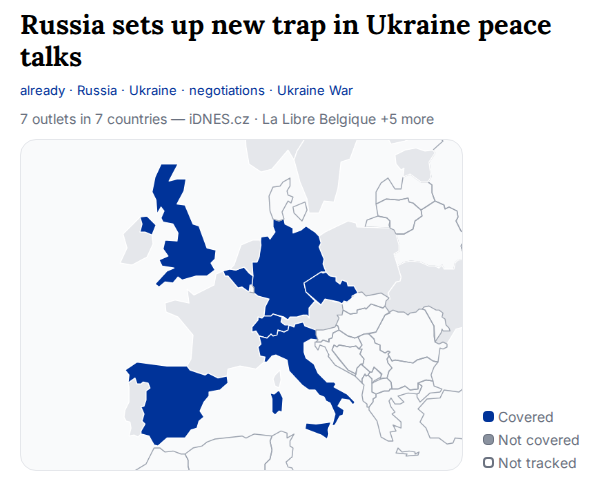 Russia sets up new trap in Ukraine peace
talks
already · Russia · Ukraine · negotiations · Ukraine War
7 outlets in 7 countries — iDNES.cz · La Libre Belgique +5 more
Covered
Not covered
Not tracked